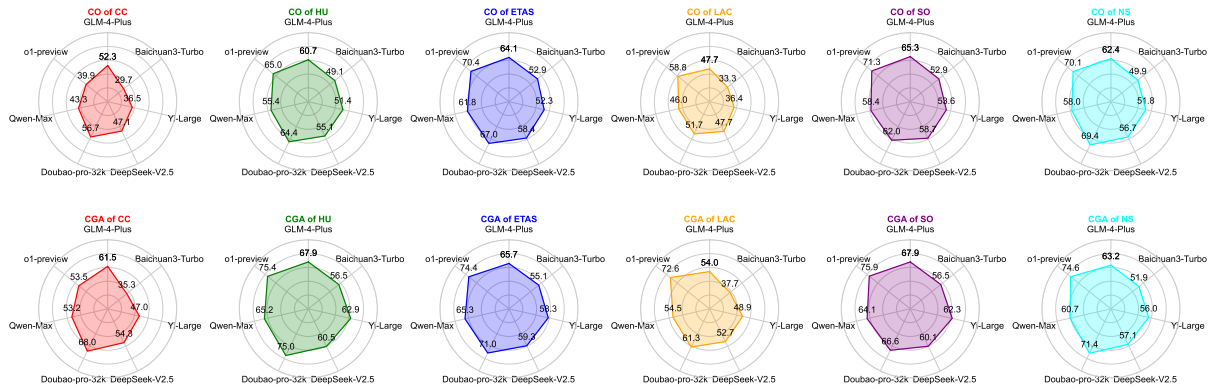 CO of CC
GLM-4-Plus
52.3
o1-preview
Baichuan3-Turbo
39.9
29.7
43.3
36.5
Qwen-Max
Yi-Large
56.7
47.1
Doubao-pro-32k DeepSeek-V2.5
CO of HU
GLM-4-Plus
60.7
o1-preview
Baichuan3-Turbo
65.0
49.1
55.4
51.4
Qwen-Max
Yi-Large
64.4
55.1
Doubao-pro-32k DeepSeek-V2.5
CO of ETAS
GLM-4-Plus
64.1
o1-preview
Baichuan3-Turbo
70.4
52.9
61.8
52.3
Qwen-Max
Yi-Large
67.0
58.4
Doubao-pro-32k DeepSeek-V2.5
CO of LAC
GLM-4-Plus
47.7
o1-preview
Baichuan3-Turbo
58.8
33.3
46.0
36.4
Qwen-Max
Yi-Large
51.7
47.7
Doubao-pro-32k DeepSeek-V2.5
CO of SO
GLM-4-Plus
65.3
o1-preview
Baichuan3-Turbo
71.3
52.9
58.4
53.6
Qwen-Max
Yi-Large
62.0
58.7
Doubao-pro-32k DeepSeek-V2.5
CO of NS
GLM-4-Plus
62.4
o1-preview
Baichuan3-Turbo
70.1
49.9
58.0
51.8
Qwen-Max
Yi-Large
69.4
56.7
Doubao-pro-32k DeepSeek-V2.5
CGA of CC
GLM-4-Plus
61.5
o1-preview
Baichuan3-Turbo
53.5
35.3
53.2
47.0
Qwen-Max
Yi-Large
68.0
54.3
Doubao-pro-32k DeepSeek-V2.5
CGA of HU
GLM-4-Plus
67.9
o1-preview
Baichuan3-Turbo
75.4
56.5
65.2
62.9
Qwen-Max
Yi-Large
75.0
60.5
Doubao-pro-32k DeepSeek-V2.5
CGA of ETAS
GLM-4-Plus
65.7
o1-preview
Baichuan3-Turbo
74.4
55.1
65.3
58.3
Qwen-Max
Yi-Large
71.0
59.3
Doubao-pro-32k DeepSeek-V2.5
CGA of LAC
GLM-4-Plus
54.0
o1-preview
Baichuan3-Turbo
72.6
37.7
54.5
48.9
Qwen-Max
Yi-Large
61.3
52.7
Doubao-pro-32k DeepSeek-V2.5
CGA of SO
GLM-4-Plus
67.9
o1-preview
Baichuan3-Turbo
75.9
56.5
64.1
62.3
Qwen-Max
Yi-Large
66.6
60.1
Doubao-pro-32k DeepSeek-V2.5
CGA of NS
GLM-4-Plus
63.2
o1-preview
Baichuan3-Turbo
74.6
51.9
60.7
56.0
Qwen-Max
Yi-Large
71.4
57.1
Doubao-pro-32k DeepSeek-V2.5